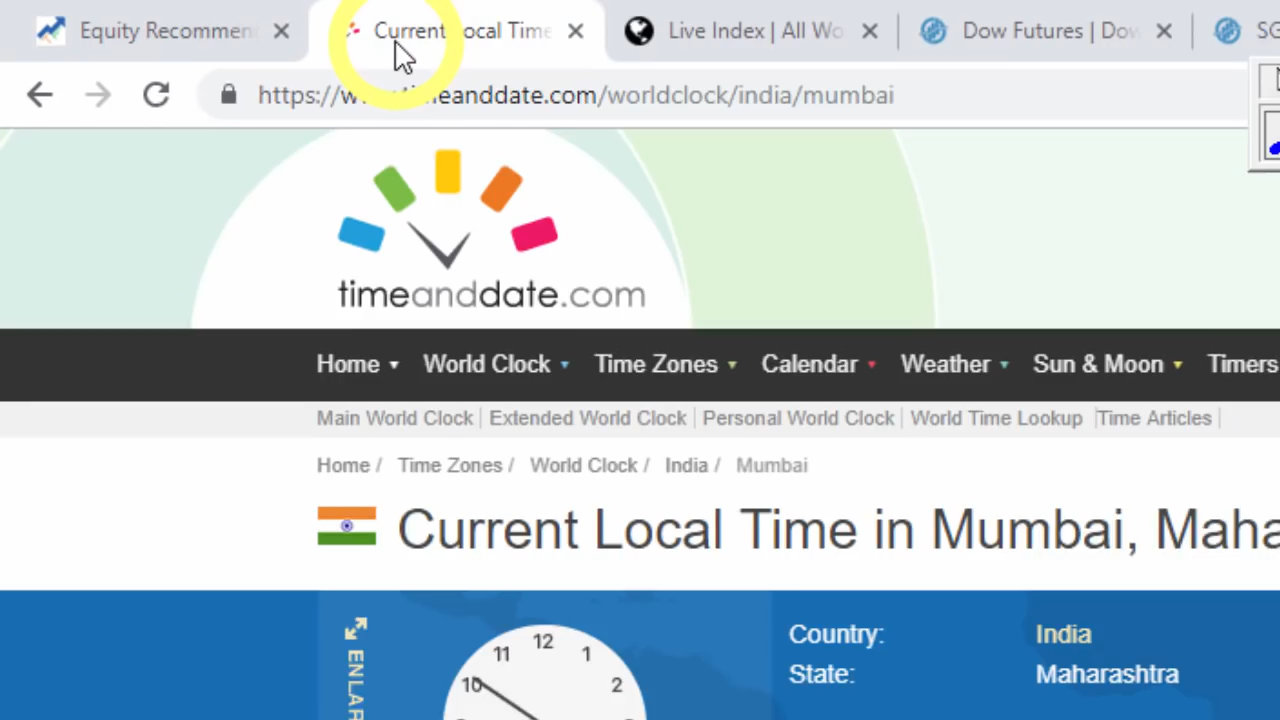 Equity Recommen
Current Local Time
Live Index | All Wo
Dow Futures | Dow
SG
https://www.timeanddate.com/worldclock/india/mumbai
timeanddate.com
Home World Clock Time Zones Calendar Weather Sun & Moon Timers
Main World Clock | Extended World Clock | Personal World Clock | World Time Lookup | Time Articles |
Home / Time Zones / World Clock / India / Mumbai
Current Local Time in Mumbai, Maha
ENLAR
12
11 1
10 2
Country: India
State: Maharashtra